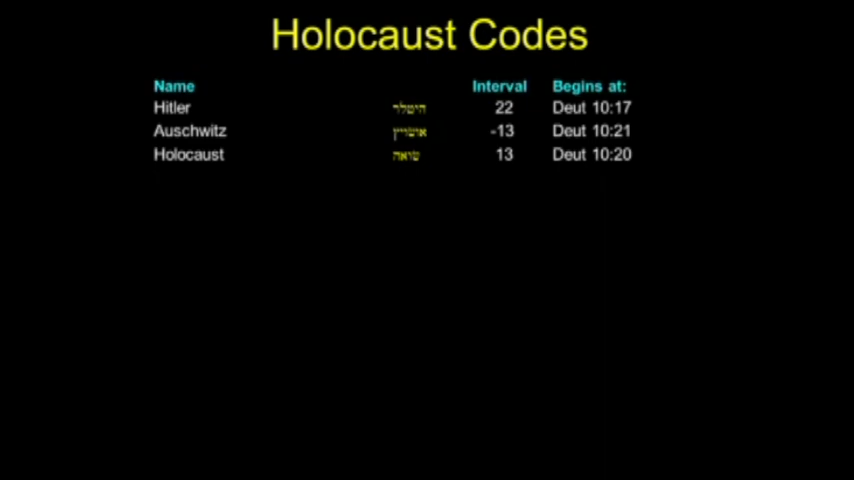 Holocaust Codes
Name Interval Begins at:
Hitler היטלר 22 Deut 10:17
Auschwitz אושויץ -13 Deut 10:21
Holocaust שואה 13 Deut 10:20